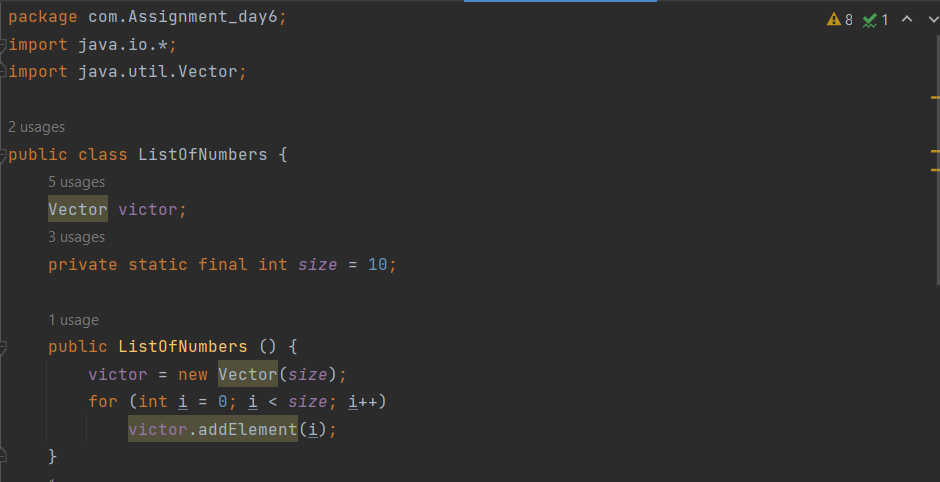 package com.Assignment_day6;
8 1
import java.io.*;
import java.util.Vector;
2 usages
public class ListOfNumbers {
5 usages
Vector victor;
3 usages
private static final int size = 10;
1 usage
public ListOfNumbers () {
victor = new Vector(size);
for (int i = 0; i < size; i++)
victor.addElement(i);
}